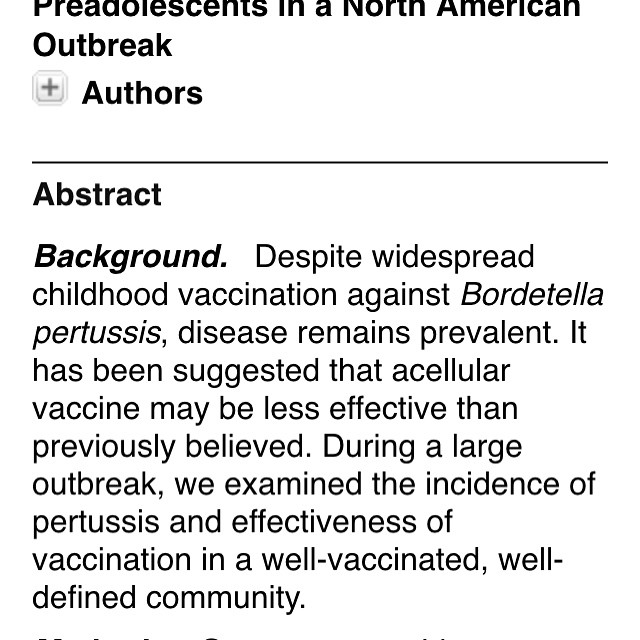 Preadolescents in a North American
Outbreak
Authors
Abstract
Background. Despite widespread
childhood vaccination against Bordetella
pertussis, disease remains prevalent. It
has been suggested that acellular
vaccine may be less effective than
previously believed. During a large
outbreak, we examined the incidence of
pertussis and effectiveness of
vaccination in a well-vaccinated, well-
defined community.